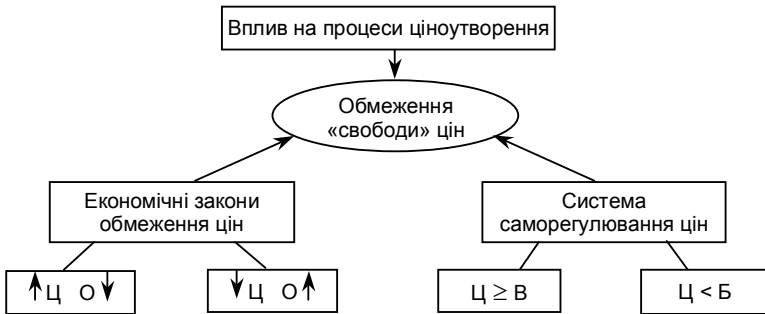 Вплив на процеси ціноутворення
Обмеження
«свободи» цін
Економічні закони
обмеження цін
Система
саморегулювання цін
↑Ц О↓
↓Ц О↑
Ц ≥ В
Ц < Б